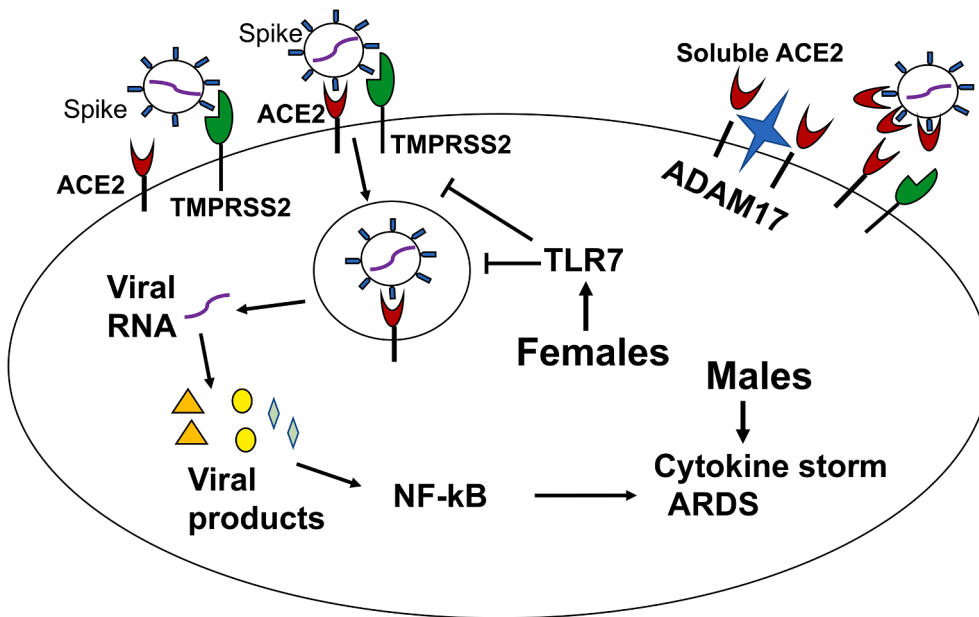 Spike
Spike
ACE2
TMPRSS2
ACE2
TMPRSS2
Soluble ACE2
ADAM17
TLR7
Females
Viral
RNA
Males
Viral
products
NF-kB
Cytokine storm
ARDS